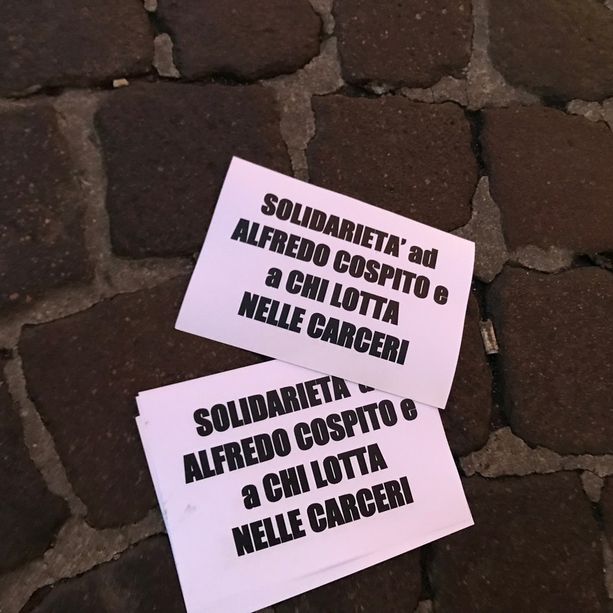 SOLIDARIETA' ad
ALFREDO COSPITO e
a CHI LOTTA
NELLE CARCERI
SOLIDARIETA'
ALFREDO COSPITO e
a CHI LOTTA
NELLE CARCERI